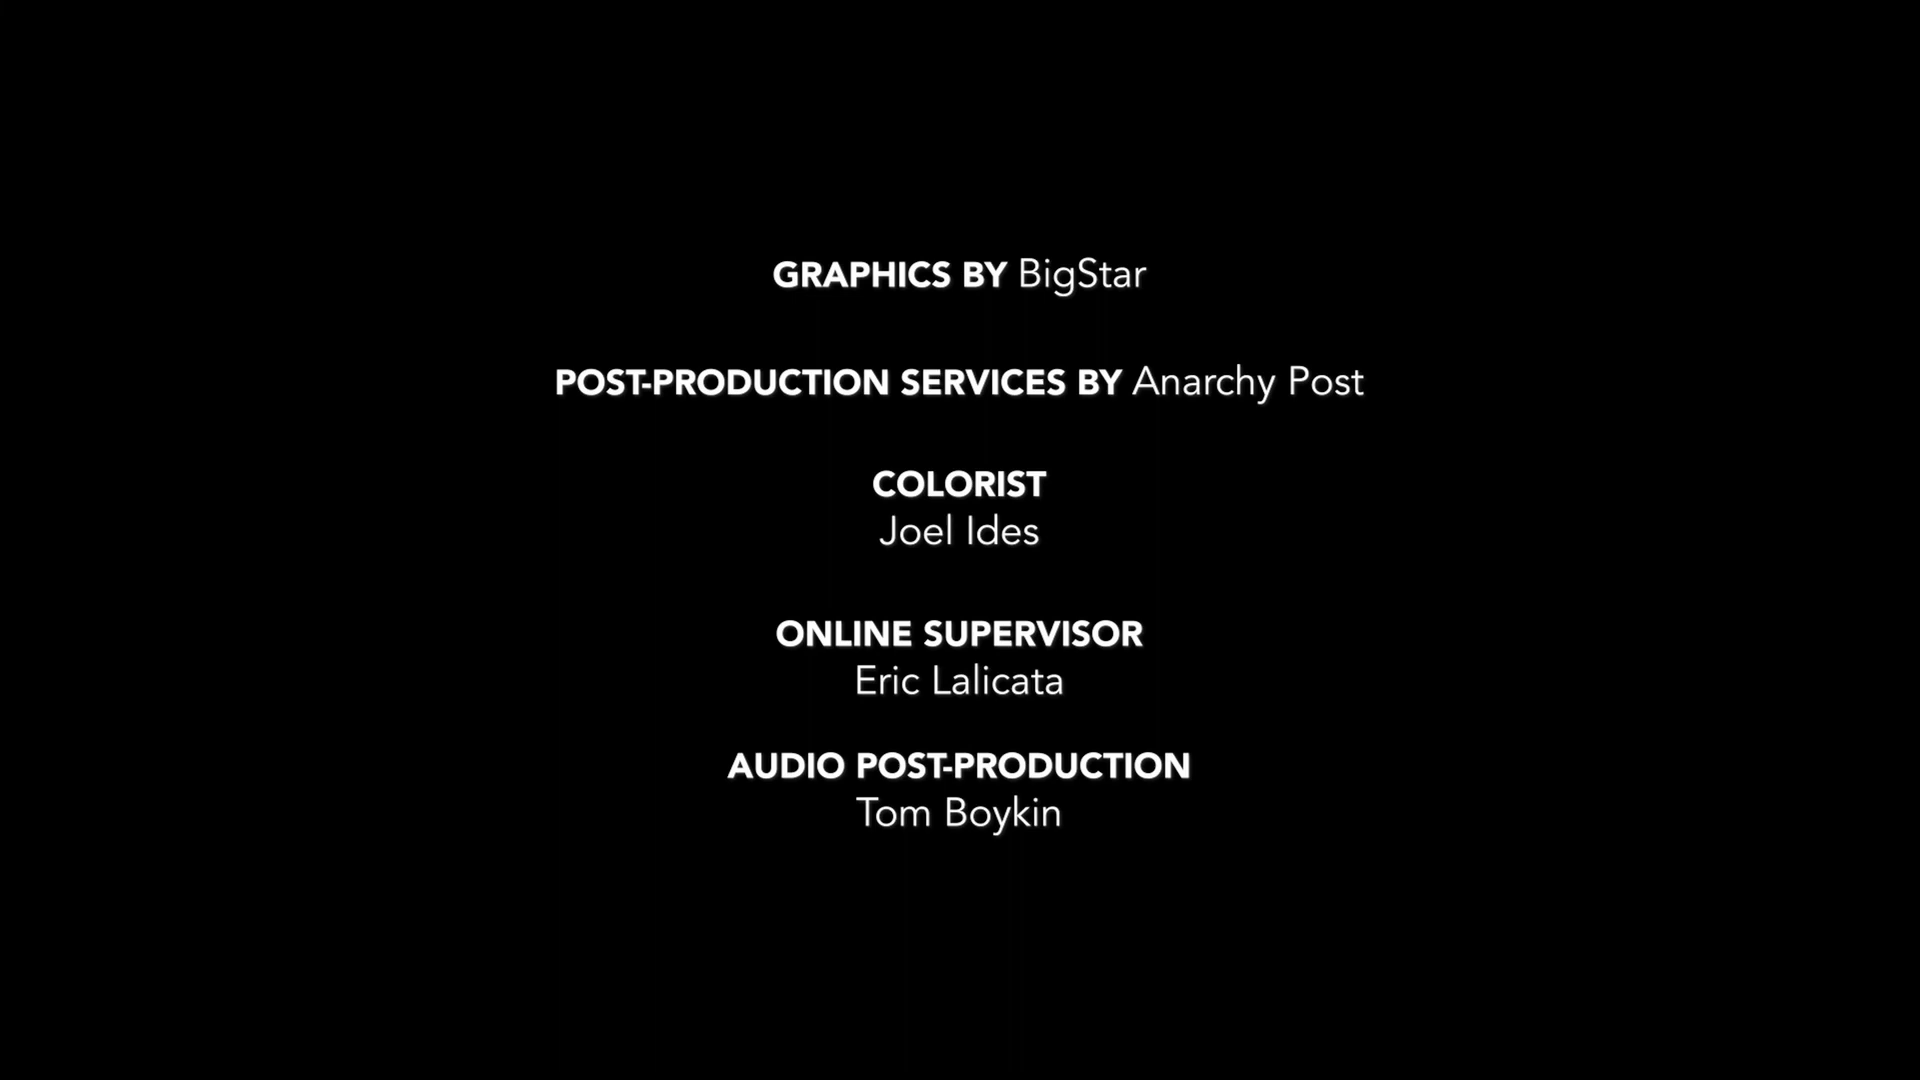 GRAPHICS BY BigStar
POST-PRODUCTION SERVICES BY Anarchy Post
COLORIST
Joel Ides
ONLINE SUPERVISOR
Eric Lalicata
AUDIO POST-PRODUCTION
Tom Boykin